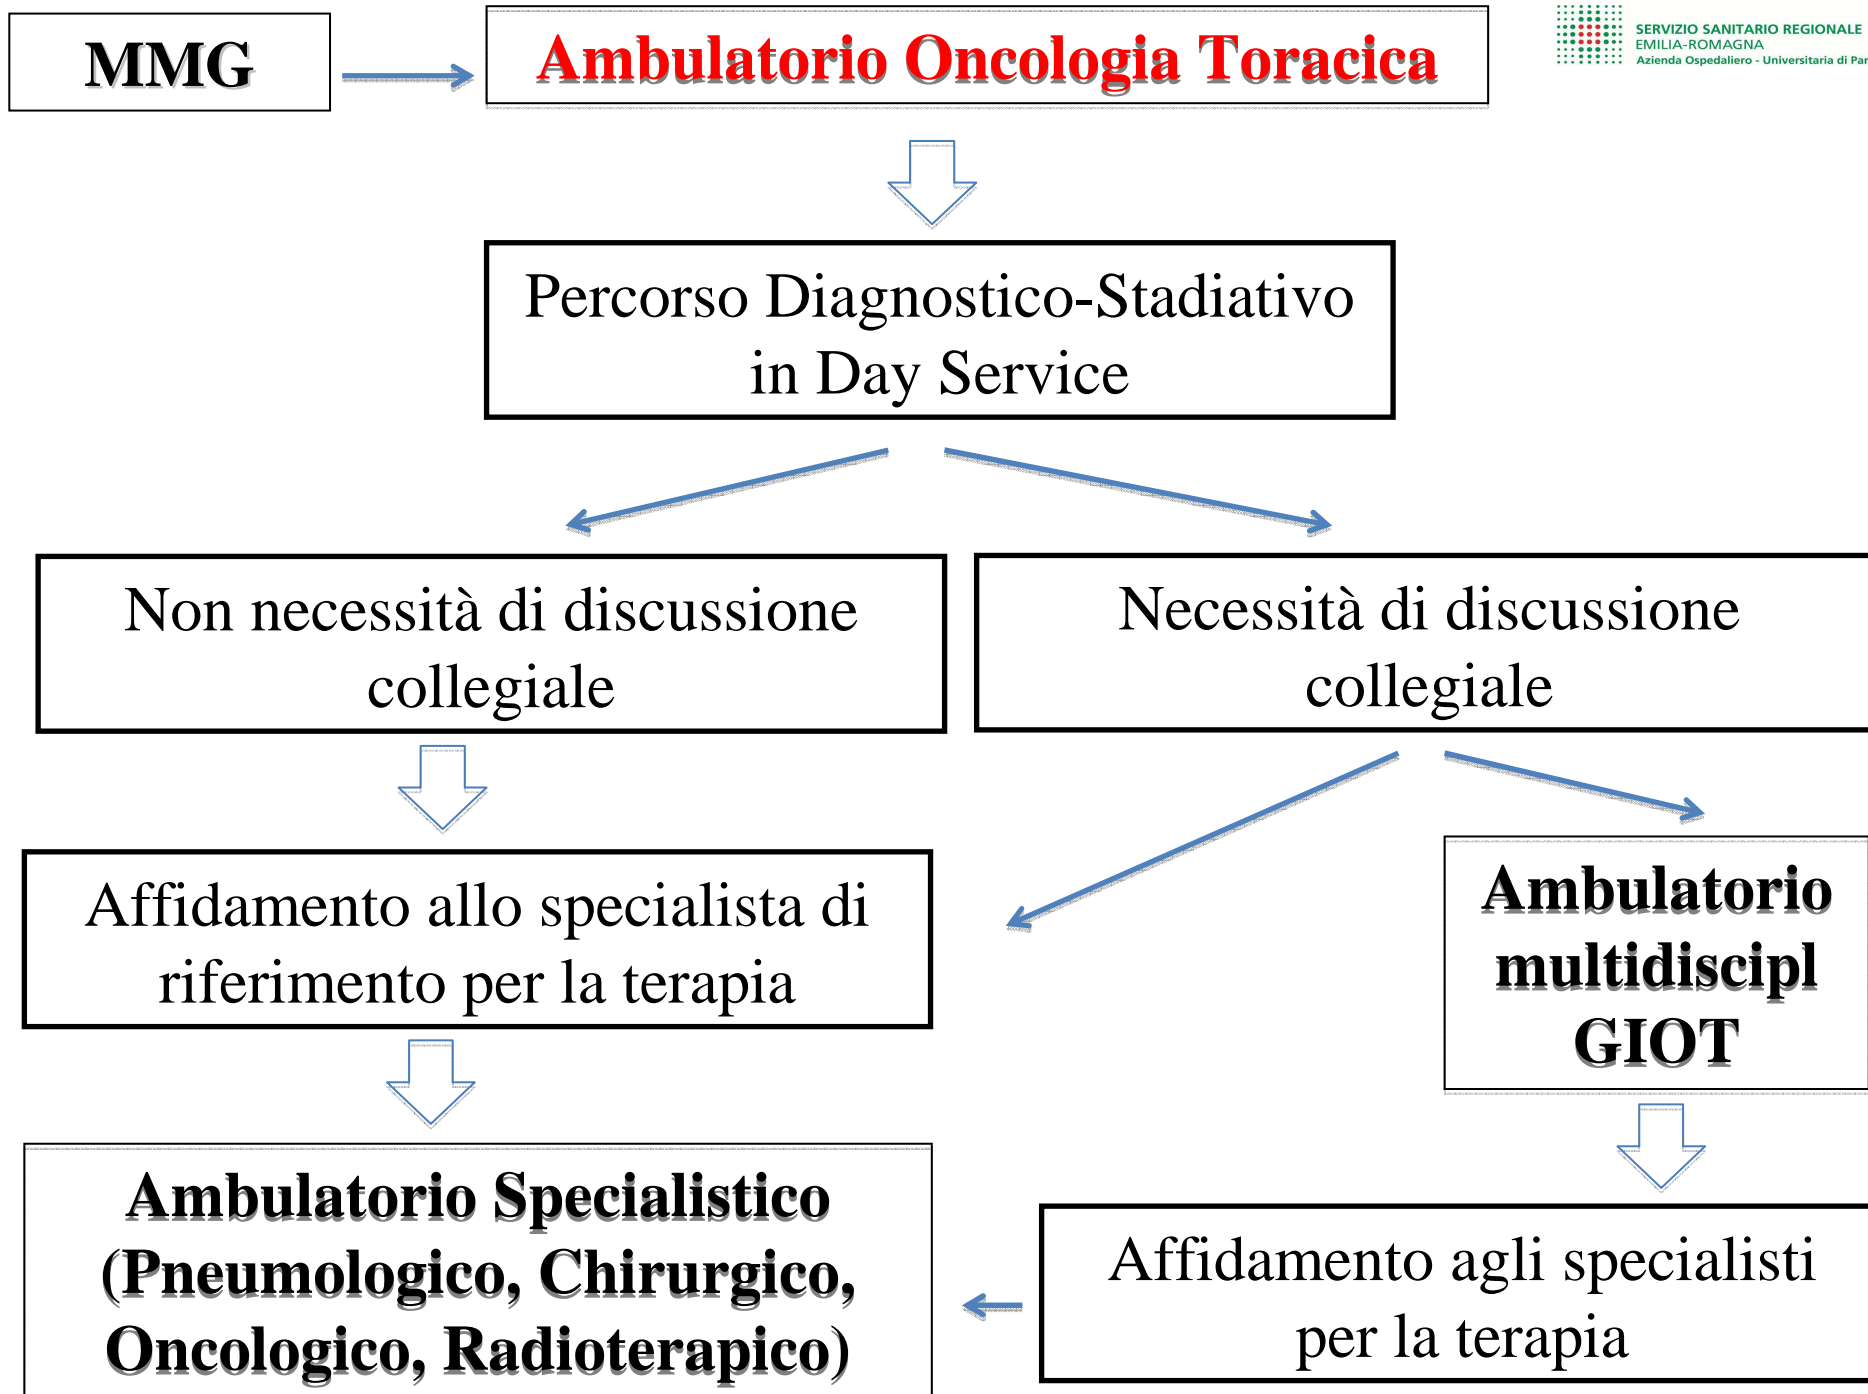 MMG
Ambulatorio Oncologia Toracica
SERVIZIO SANITARIO REGIONALE
EMILIA-ROMAGNA
Azienda Ospedaliero - Universitaria di Par
Percorso Diagnostico-Stadiativo
in Day Service
Non necessità di discussione
collegiale
Necessità di discussione
collegiale
Affidamento allo specialista di
riferimento per la terapia
Ambulatorio
multidiscipl
GIOT
Ambulatorio Specialistico
(Pneumologico, Chirurgico,
Oncologico, Radioterapico)
Affidamento agli specialisti
per la terapia